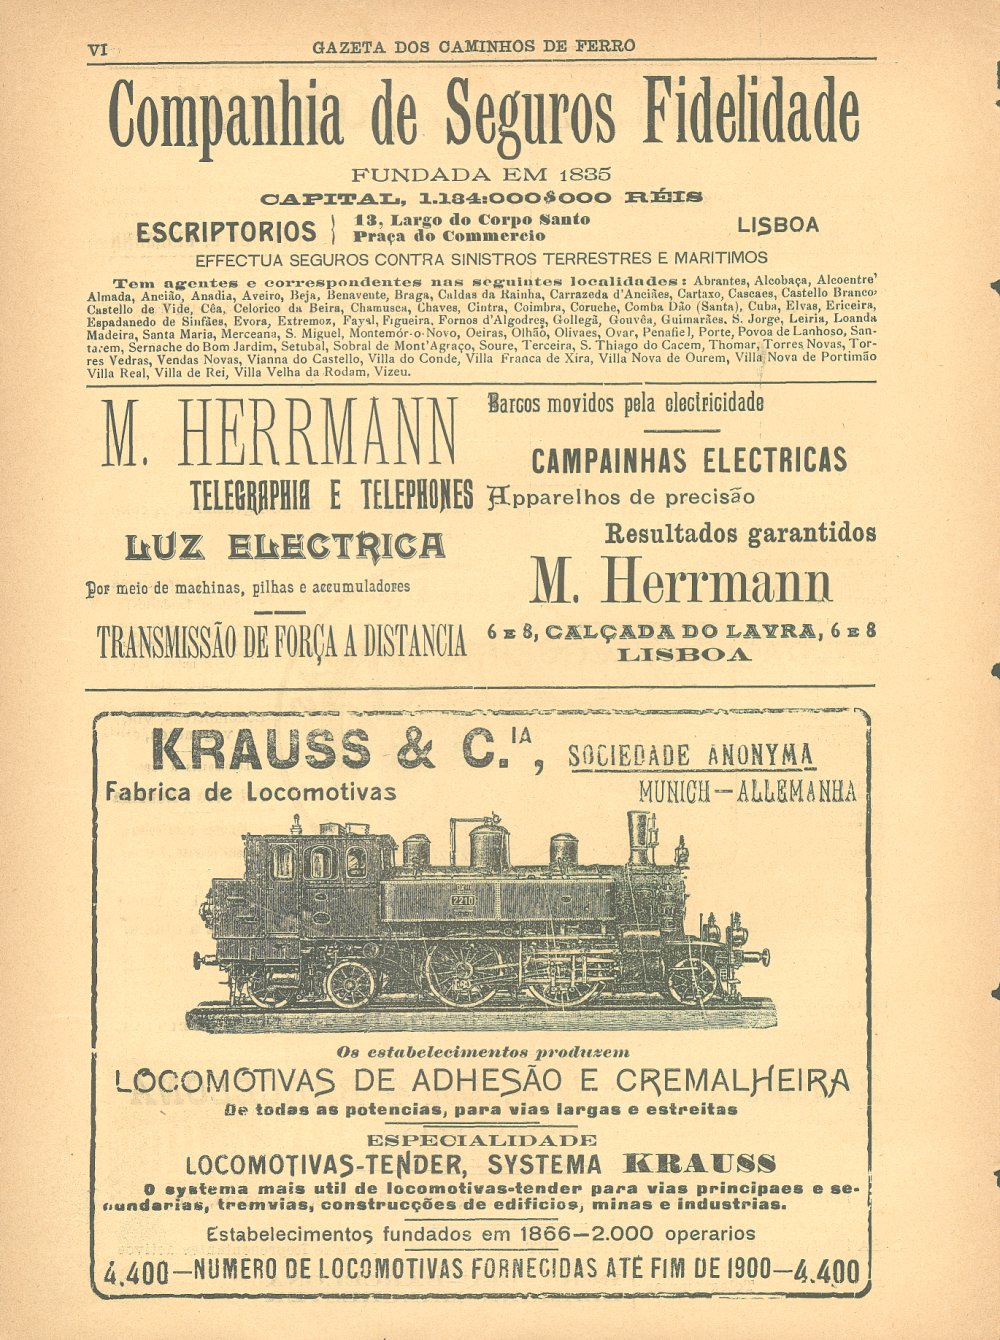 VI
GAZETA DOS CAMINHOS DE FERRO
Companhia de Seguros Fidelidade
FUNDADA EM 1835
CAPITAL, 1.184:000$000 RÉIS
ESCRIPTORIOS } 13, Largo do Corpo Santo
Praça do Commercio
LISBOA
EFFECTUA SEGUROS CONTRA SINISTROS TERRESTRES E MARITIMOS
Tem agentes e correspondentes nas seguintes localidades: Abrantes, Alcobaça, Alcoentre
Almada, Ancião, Anadia, Aveiro, Beja, Benavente, Braga, Caldas da Rainha, Carrazeda d'Anciães, Cartaxo, Cascaes, Castello Branco,
Castello de Vide, Cêa, Celorico da Beira, Chamusca, Chaves, Cintra, Coimbra, Coruche, Comba Dão (Santa), Cuba, Elvas, Ericeira,
Espadanedo de Sinfães, Evora, Extremoz, Fayal, Figueira, Fornos d'Algodres, Gollegã, Gouvêa, Guimarães. S. Jorge, Leiria, Loanda
Madeira, Santa Maria, Merceana, S. Miguel, Montemór-o-Novo, Oeiras, Olhão, Olivaes, Ovar, Penafiel, Porte, Povoa de Lanhoso, San-
tarem, Sernache do Bom Jardim, Setubal, Sobral de Mont'Agraço, Soure, Terceira, S. Thiago do Cacem, Thomar, Torres Novas, Tor-
res Vedras, Vendas Novas, Vianna do Castello, Villa do Conde, Villa Franca de Xira, Villa Nova de Ourem, Villa Nova de Portimão
Villa Real, Villa de Rei, Villa Velha da Rodam, Vizeu.
M. HERRMANN
TELEGRAPHIA E TELEPHONES
LUZ ELECTRICA
Por meio de machinas, pilhas e accumuladores
TRANSMISSÃO DE FORÇA A DISTANCIA
Barcos movidos pela electricidade
CAMPAINHAS ELECTRICAS
Apparelhos de precisão
Resultados garantidos
M. Herrmann
6 E 8, CALÇADA DO LAVRA, 6 E 8
LISBOA
KRAUSS & C.IA, SOCIEDADE ANONYMA
Fabrica de Locomotivas
MUNICH—ALLEMANHA
2210
Os estabelecimentos produzem
LOCOMOTIVAS DE ADHESÃO E CREMALHEIRA
De todas as potencias, para vias largas e estreitas
ESPECIALIDADE
LOCOMOTIVAS-TENDER, SYSTEMA KRAUSS
O systema mais util de locomotivas-tender para vias principaes e se-
cundarias, tremvias, construcções de edificios, minas e industrias.
Estabelecimentos fundados em 1866—2.000 operarios
4.400—NUMERO DE LOCOMOTIVAS FORNECIDAS ATÉ FIM DE 1900—4.400